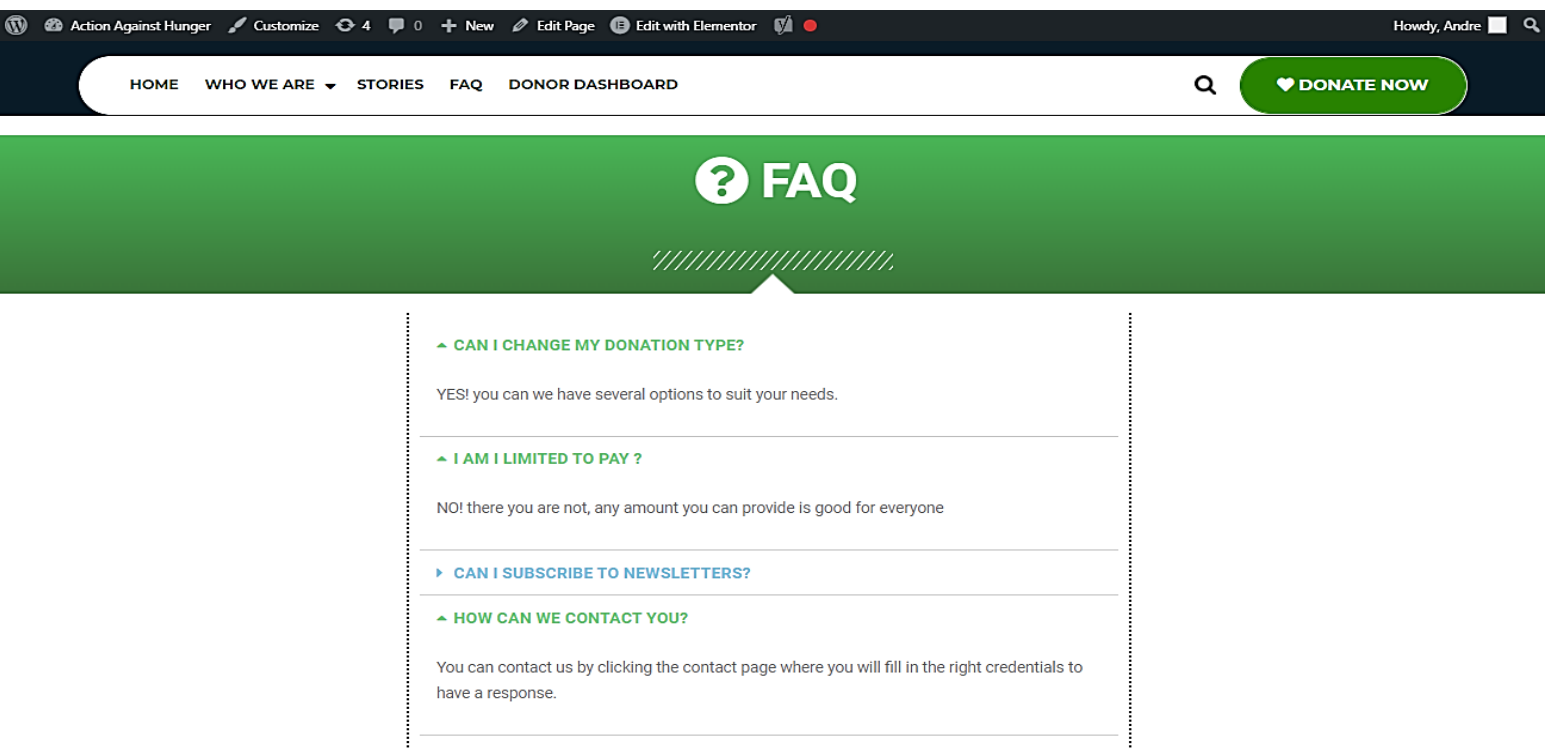 Action Against Hunger Customize 4 0 New Edit Page Edit with Elementor Howdy, Andre
HOME WHO WE ARE STORIES FAQ DONOR DASHBOARD DONATE NOW
? FAQ
CAN I CHANGE MY DONATION TYPE?
YES! you can we have several options to suit your needs.
I AM I LIMITED TO PAY ?
NO! there you are not, any amount you can provide is good for everyone
CAN I SUBSCRIBE TO NEWSLETTERS?
HOW CAN WE CONTACT YOU?
You can contact us by clicking the contact page where you will fill in the right credentials to
have a response.